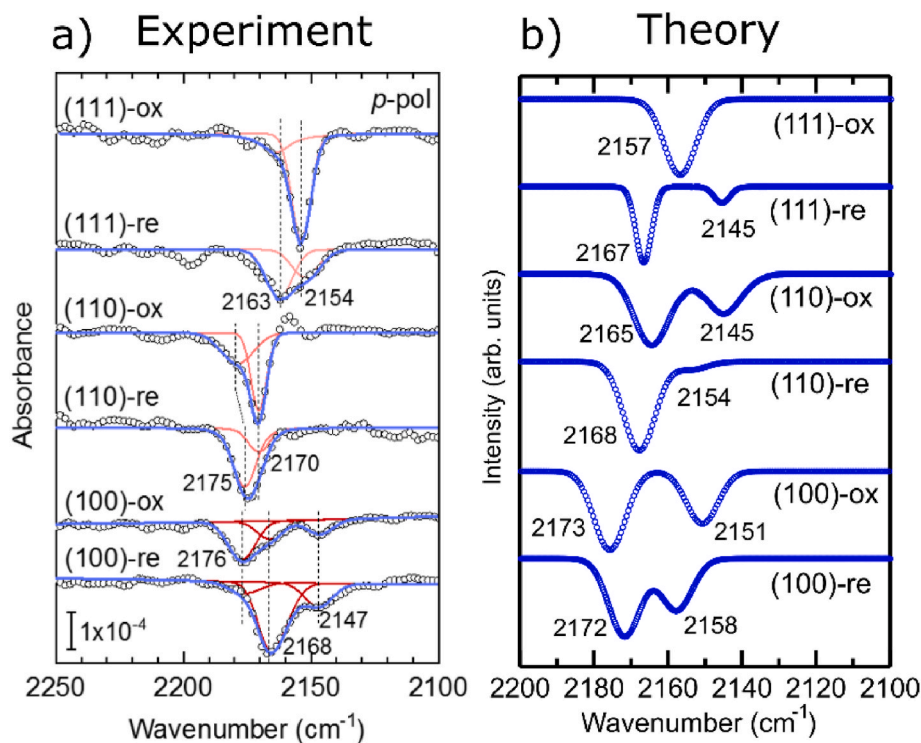 a) Experiment
p-pol
(111)-ox
(111)-re
2163 2154
(110)-ox
(110)-re
2175 2170
(100)-ox
2176
(100)-re
2168 2147
1x10⁻⁴
Absorbance
2250 2200 2150 2100
Wavenumber (cm⁻¹)
b) Theory
(111)-ox
2157
(111)-re
2167 2145
(110)-ox
2165 2145
(110)-re
2168 2154
(100)-ox
2173 2151
(100)-re
2172 2158
Intensity (arb. units)
2200 2180 2160 2140 2120 2100
Wavenumber (cm⁻¹)